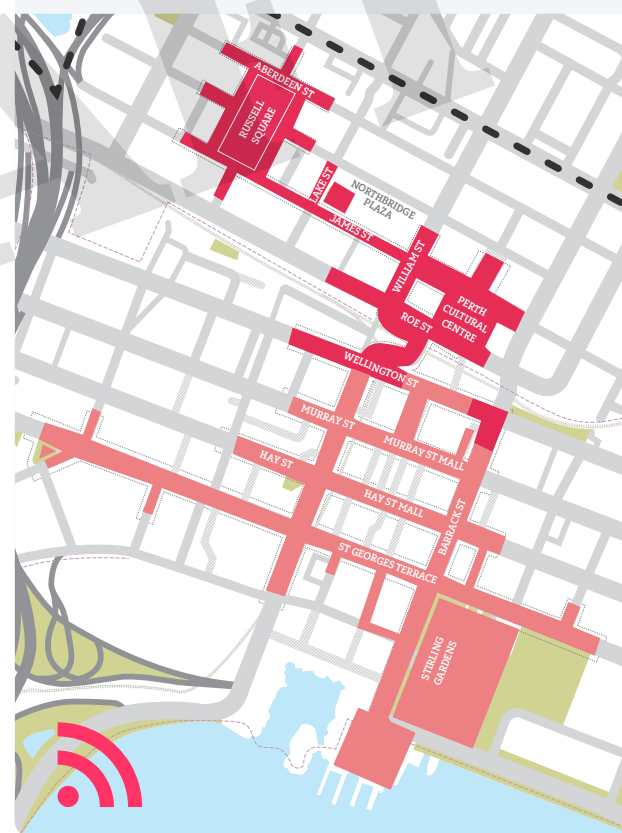 ABERDEEN ST
RUSSELL
SQUARE
LAKE ST
NORTHBRIDGE
PLAZA
JAMES ST
WILLIAM ST
PERTH
CULTURAL
CENTRE
ROE ST
WELLINGTON ST
MURRAY ST
MURRAY ST MALL
HAY ST
HAY ST MALL
BARRACK ST
ST GEORGES TERRACE
STIRLING
GARDENS